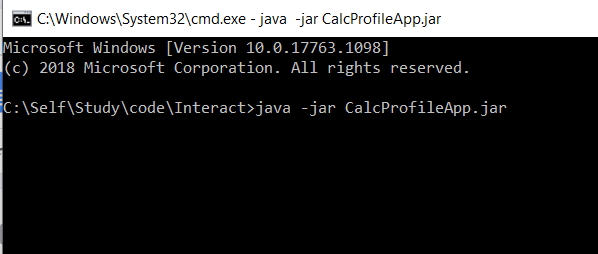 C:\Windows\System32\cmd.exe - java  -jar CalcProfileApp.jar
Microsoft Windows [Version 10.0.17763.1098]
(c) 2018 Microsoft Corporation. All rights reserved.
C:\Self\Study\code\Interact>java -jar CalcProfileApp.jar